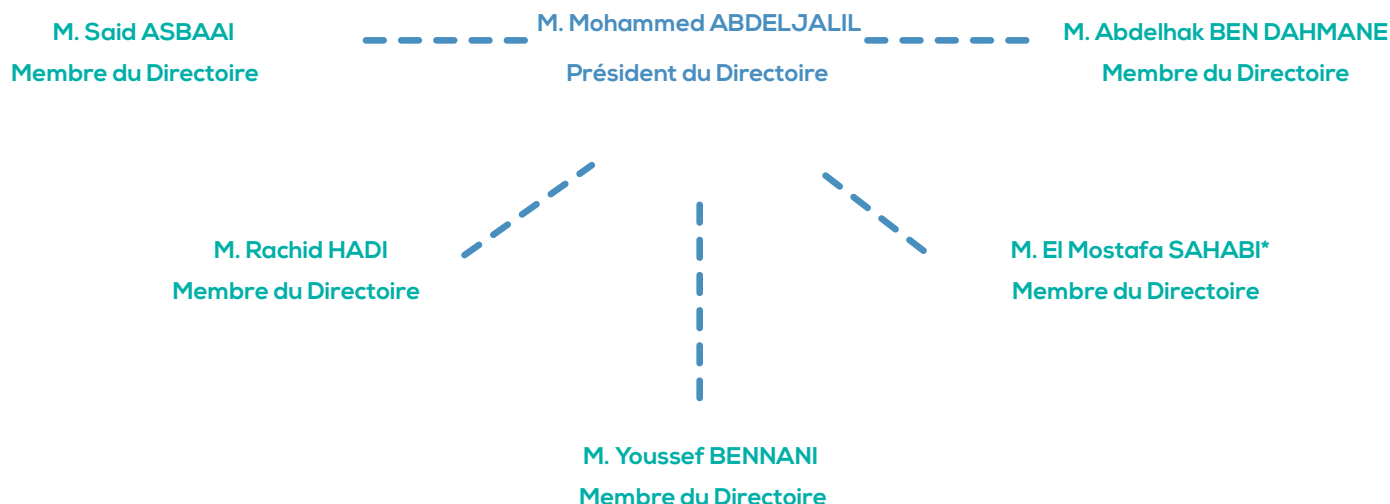 M. Said ASBAAI
Membre du Directoire
M. Mohammed ABDELJALIL
Président du Directoire
M. Abdelhak BEN DAHMANE
Membre du Directoire
M. Rachid HADI
Membre du Directoire
M. El Mostafa SAHABI*
Membre du Directoire
M. Youssef BENNANI
Membre du Directoire